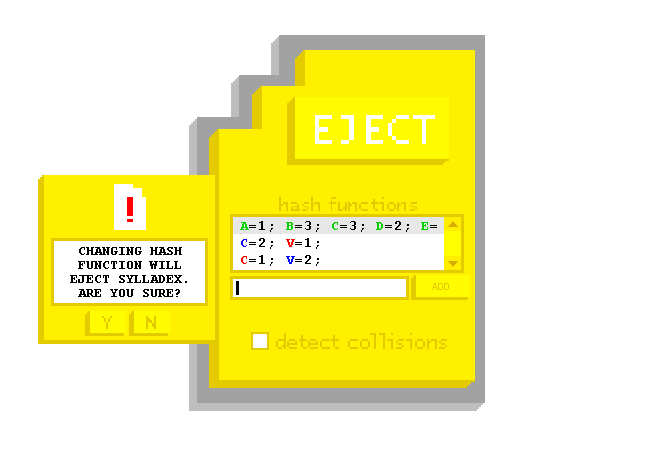 EJECT
hash functions
A=1; B=3; C=3; D=2; E=
C=2; V=1;
C=1; V=2;
ADD
detect collisions
!
CHANGING HASH
FUNCTION WILL
EJECT SYLLADEX.
ARE YOU SURE?
Y N